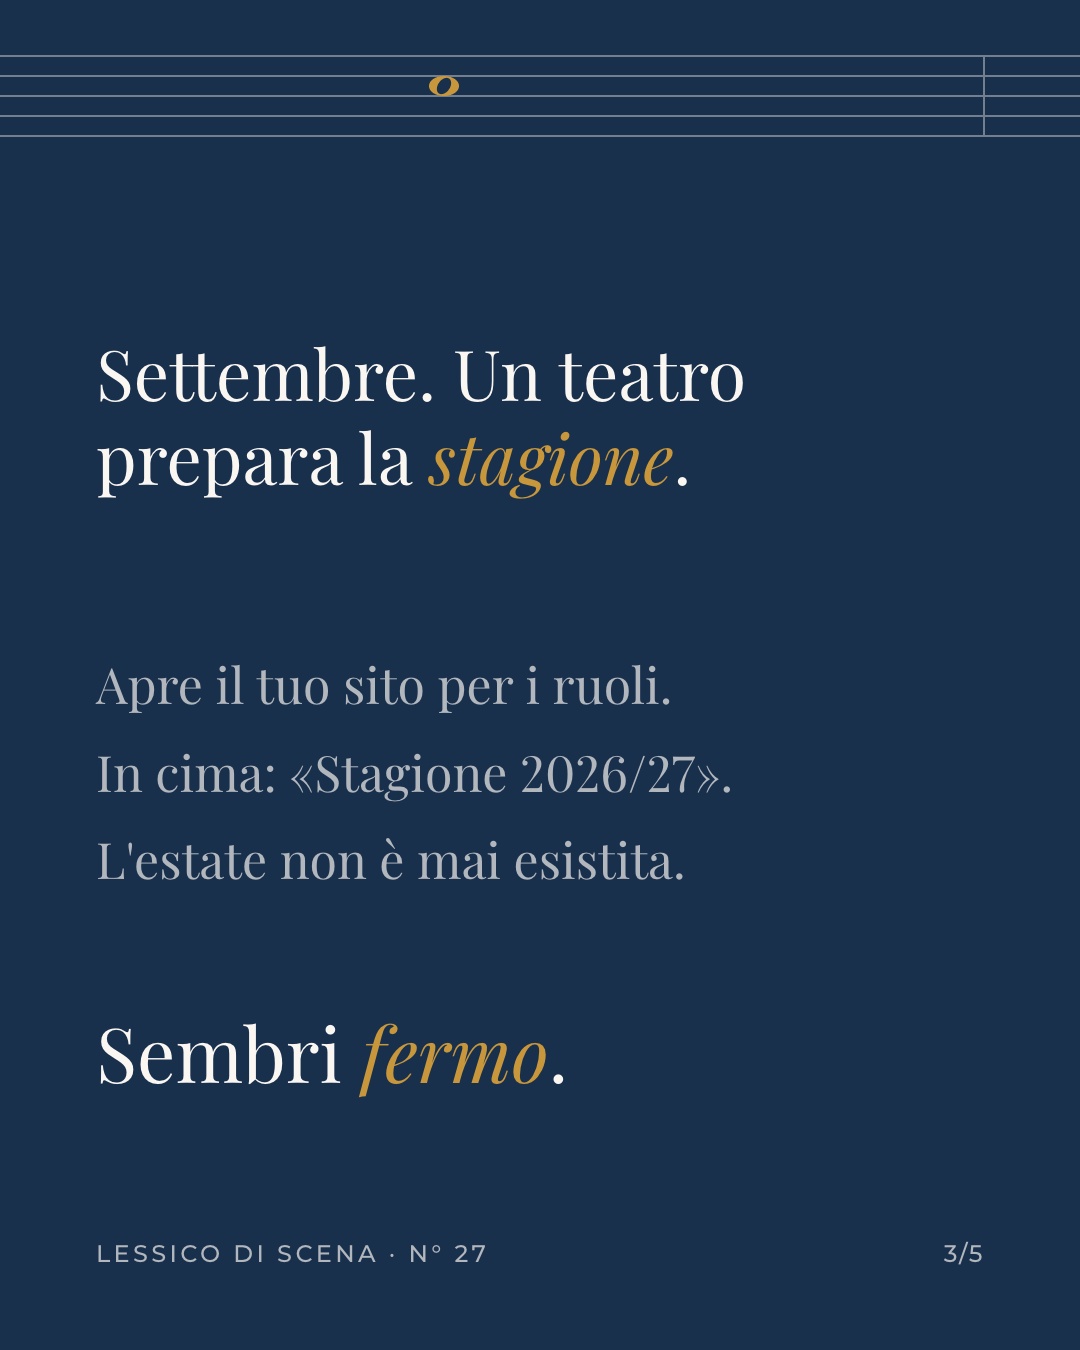 Settembre. Un teatro
prepara la stagione.
Apre il tuo sito per i ruoli.
In cima: «Stagione 2026/27».
L'estate non è mai esistita.
Sembri fermo.
LESSICO DI SCENA · N° 27
3/5